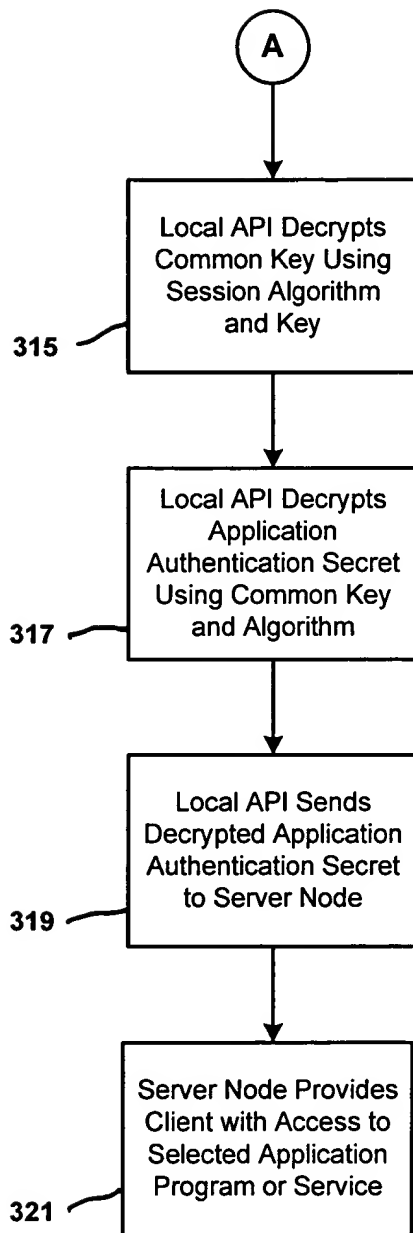 A
Local API Decrypts
Common Key Using
Session Algorithm
and Key
315
Local API Decrypts
Application
Authentication Secret
Using Common Key
and Algorithm
317
Local API Sends
Decrypted Application
Authentication Secret
to Server Node
319
Server Node Provides
Client with Access to
Selected Application
Program or Service
321